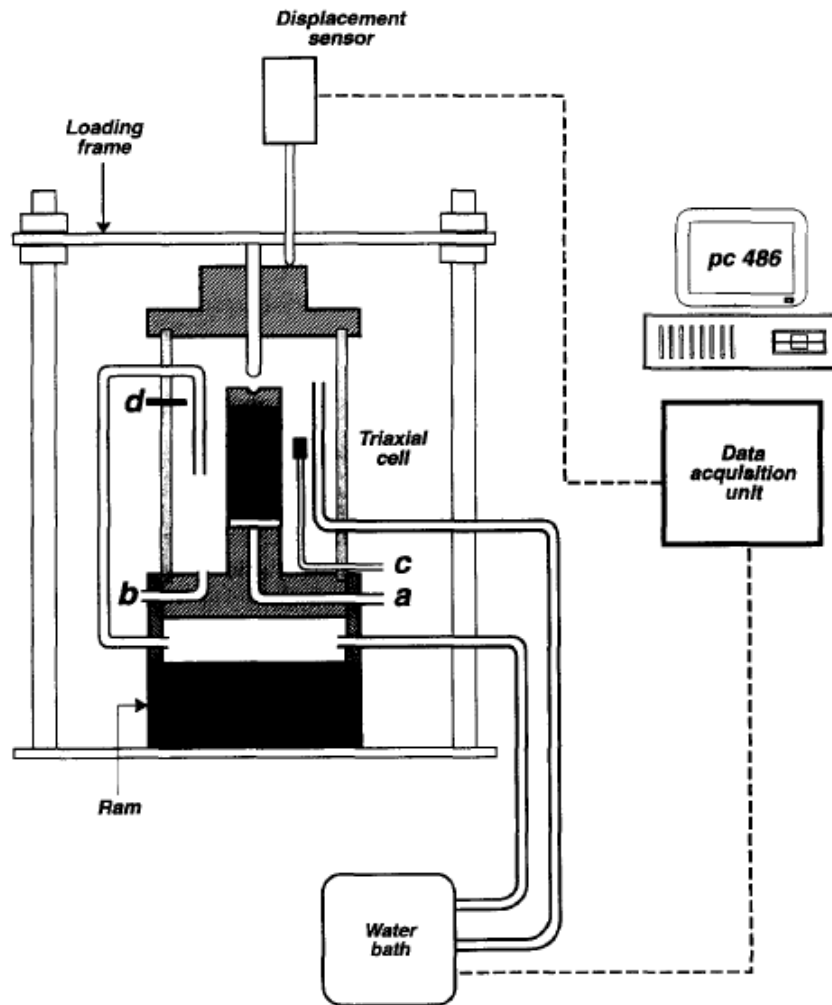 Displacement
sensor
Loading
frame
pc 486
d
Triaxial
cell
Data
acquisition
unit
c
b
a
Ram
Water
bath